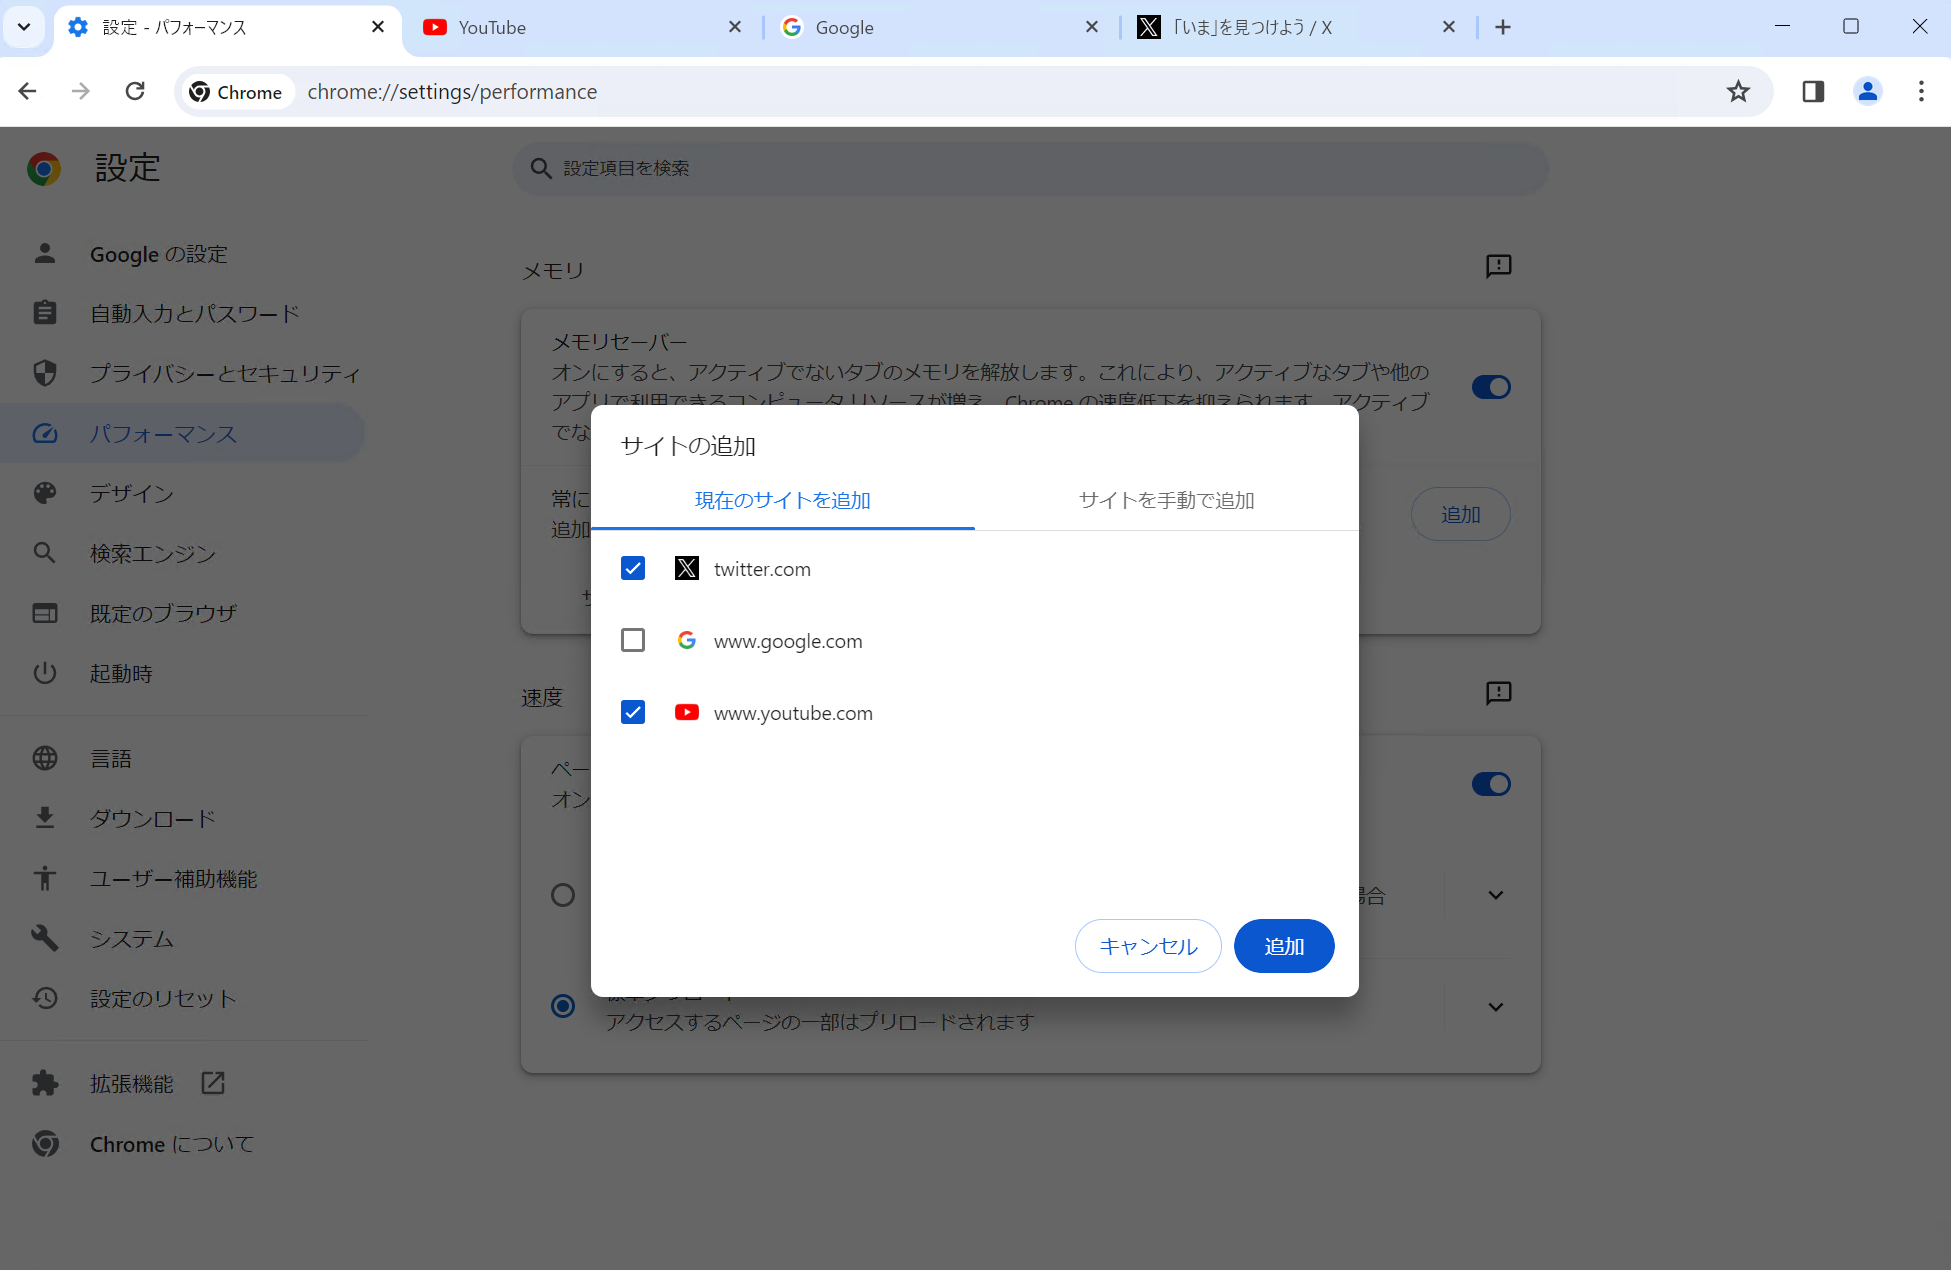 設定 - パフォーマンス
YouTube
Google
「いま」を見つけよう / X
Chrome
chrome://settings/performance
設定
設定項目を検索
Google の設定
自動入力とパスワード
プライバシーとセキュリティ
パフォーマンス
デザイン
検索エンジン
既定のブラウザ
起動時
言語
ダウンロード
ユーザー補助機能
システム
設定のリセット
拡張機能
Chrome について
メモリ
メモリセーバー
オンにすると、アクティブでないタブのメモリを解放します。これにより、アクティブなタブや他の
アプリで利用できるコンピュータ リソースが増え、Chrome の速度低下を抑えられます。アクティブ
でな
常に
追加
追加
サイトの追加
現在のサイトを追加
サイトを手動で追加
twitter.com
www.google.com
www.youtube.com
キャンセル
追加
速度
ペー
オン
場合
標準プリロード
アクセスするページの一部はプリロードされます